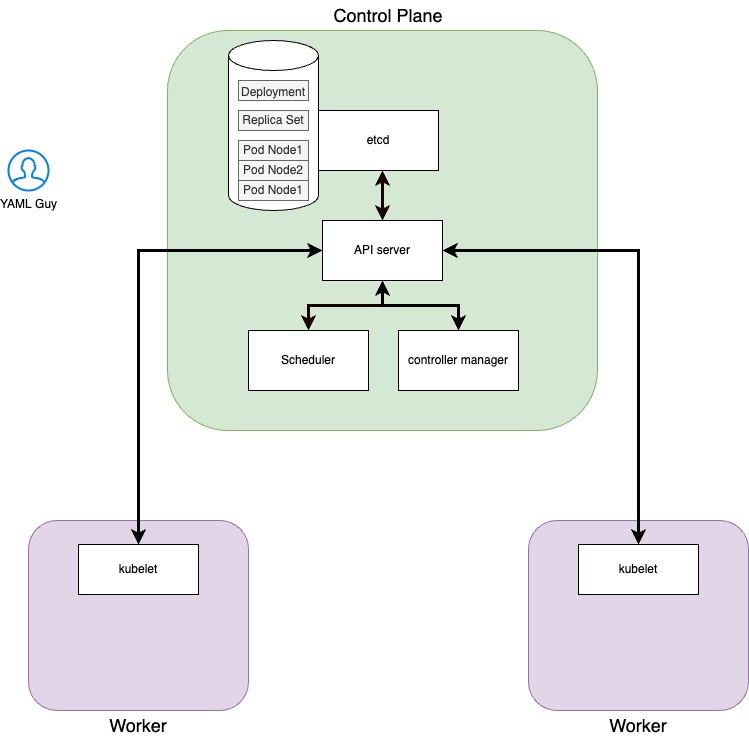 Control Plane
Deployment
Replica Set
Pod Node1
Pod Node2
Pod Node1
etcd
YAML Guy
API server
Scheduler
controller manager
kubelet
kubelet
Worker
Worker